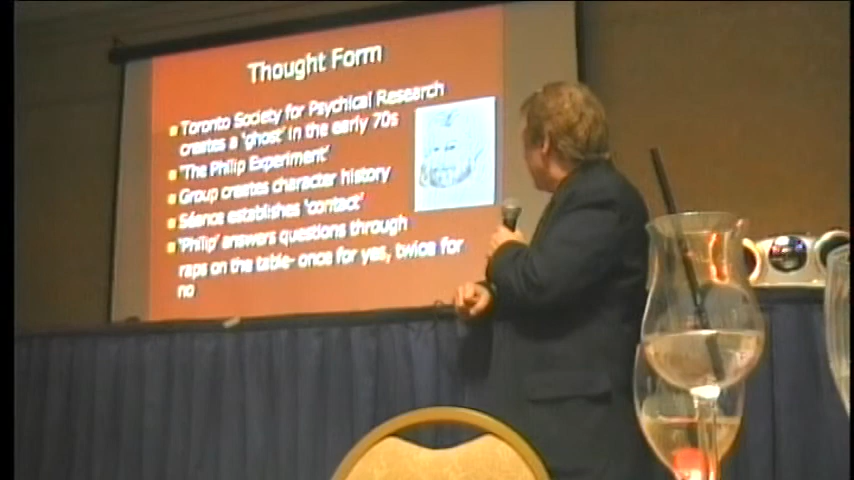 Thought Form
Toronto Society for Psychical Research
creates a 'ghost' in the early 70s
'The Philip Experiment'
Group creates character history
Séance establishes 'contact'
'Philip' answers questions through
raps on the table- once for yes, twice for
no